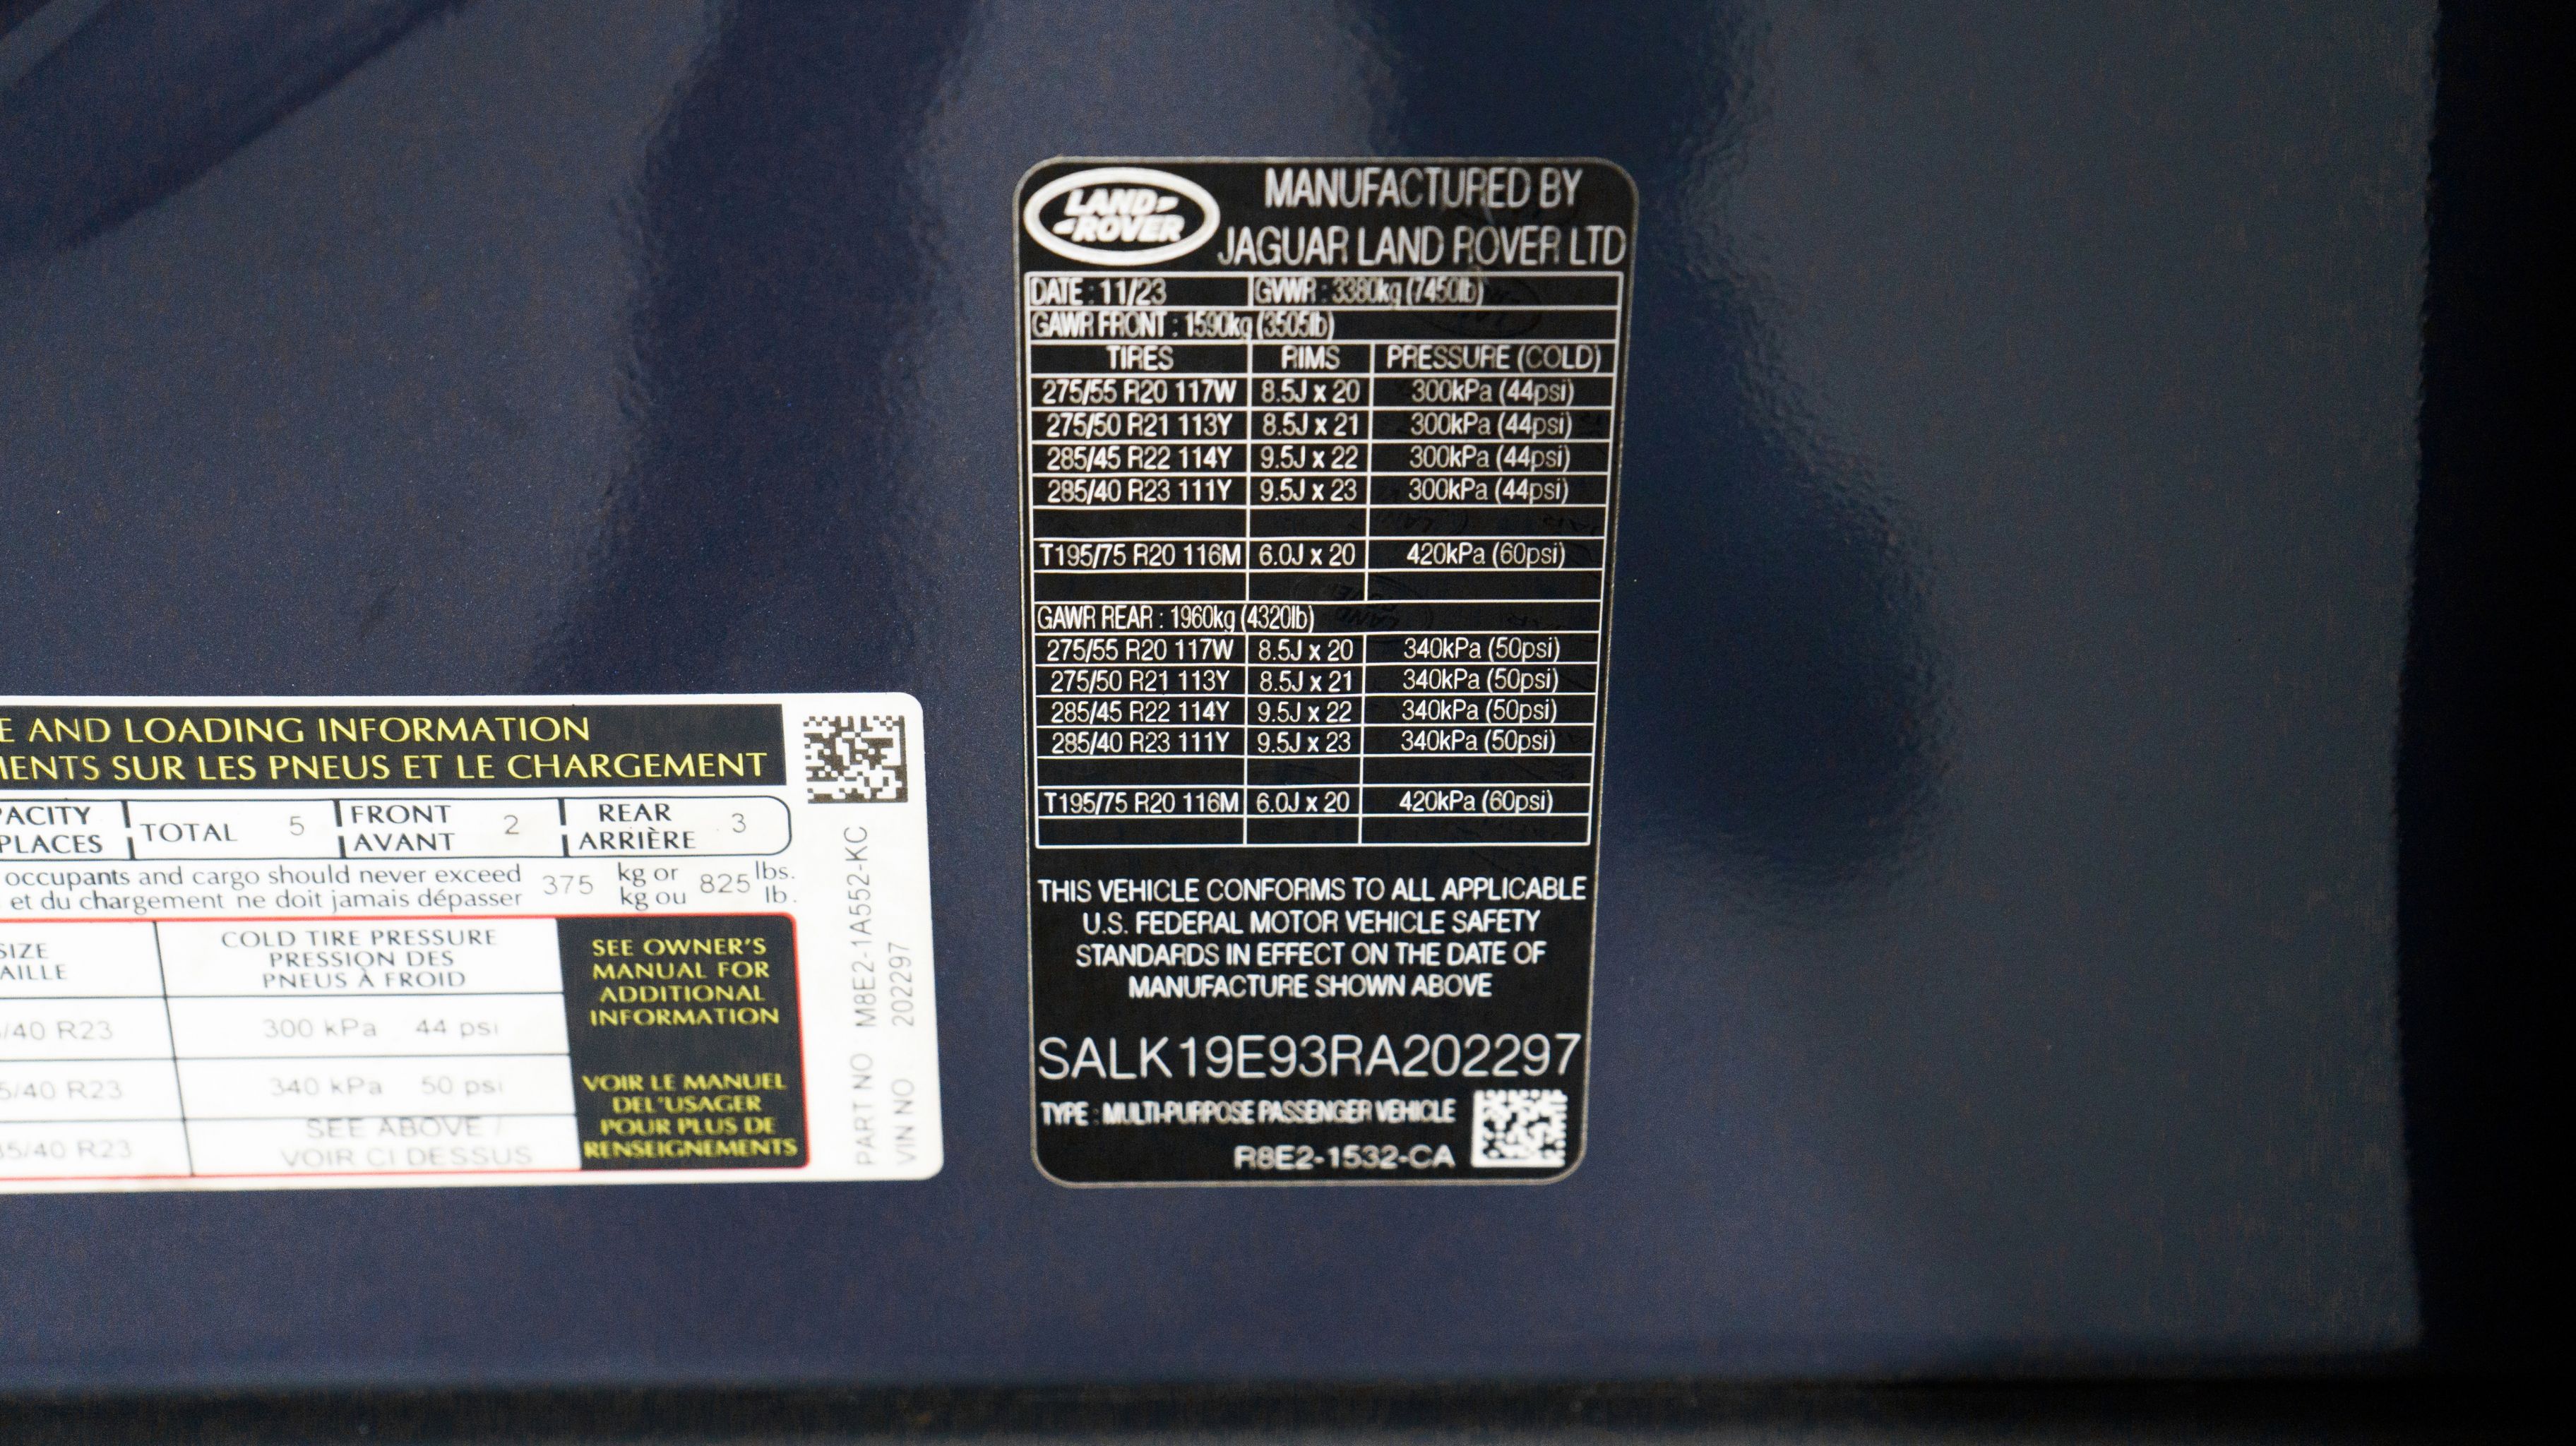 E AND LOADING INFORMATION
MENTS SUR LES PNEUS ET LE CHARGEMENT
PACITY
PLACES
TOTAL 5
FRONT
AVANT 2
REAR
ARRIÈRE 3
occupants and cargo should never exceed
et du chargement ne doit jamais dépasser
375 kg or
kg ou
825 lbs.
lb.
SIZE
AILLE
COLD TIRE PRESSURE
PRESSION DES
PNEUS À FROID
/40 R23 300 kPa 44 psi
5/40 R23 340 kPa 50 psi
85/40 R23 SEE ABOVE /
VOIR CI DESSUS
SEE OWNER'S
MANUAL FOR
ADDITIONAL
INFORMATION
VOIR LE MANUEL
DEL'USAGER
POUR PLUS DE
RENSEIGNEMENTS
PART NO M8E2-1A552-KC
VIN NO 202297
LAND
ROVER
MANUFACTURED BY
JAGUAR LAND ROVER LTD
DATE : 11/23 GVWR : 3380kg (7450lb)
GAWR FRONT : 1590kg (3505lb)
TIRES RIMS PRESSURE (COLD)
275/55 R20 117W 8.5J x 20 300kPa (44psi)
275/50 R21 113Y 8.5J x 21 300kPa (44psi)
285/45 R22 114Y 9.5J x 22 300kPa (44psi)
285/40 R23 111Y 9.5J x 23 300kPa (44psi)
T195/75 R20 116M 6.0J x 20 420kPa (60psi)
GAWR REAR : 1960kg (4320lb)
275/55 R20 117W 8.5J x 20 340kPa (50psi)
275/50 R21 113Y 8.5J x 21 340kPa (50psi)
285/45 R22 114Y 9.5J x 22 340kPa (50psi)
285/40 R23 111Y 9.5J x 23 340kPa (50psi)
T195/75 R20 116M 6.0J x 20 420kPa (60psi)
THIS VEHICLE CONFORMS TO ALL APPLICABLE
U.S. FEDERAL MOTOR VEHICLE SAFETY
STANDARDS IN EFFECT ON THE DATE OF
MANUFACTURE SHOWN ABOVE
SALK19E93RA202297
TYPE : MULTI-PURPOSE PASSENGER VEHICLE
R8E2-1532-CA